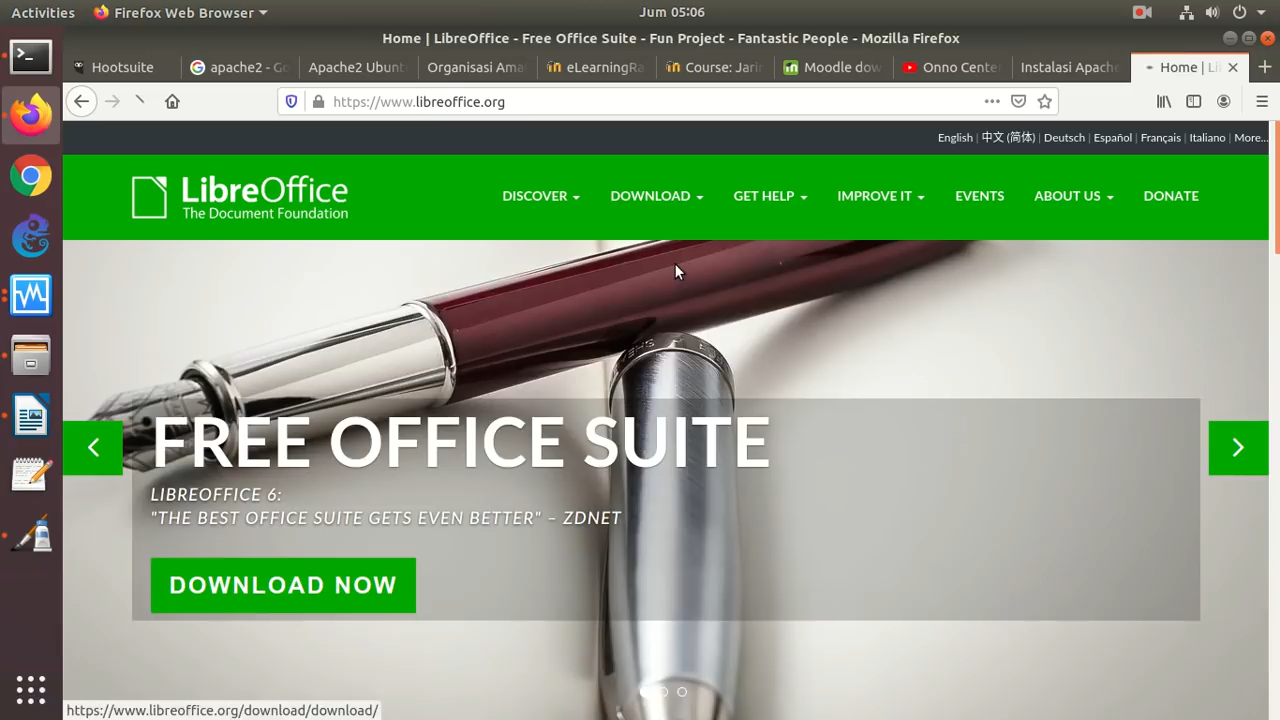 Activities
Firefox Web Browser
Jum 05:06
Home | LibreOffice - Free Office Suite - Fun Project - Fantastic People - Mozilla Firefox
Hootsuite
apache2 - Go
Apache2 Ubunt
Organisasi Ama
eLearningRa
Course: Jarin
Moodle dow
Onno Cente
Instalasi Apach
Home | Li
https://www.libreoffice.org
English | 中文 (简体) | Deutsch | Español | Français | Italiano | More...
LibreOffice
The Document Foundation
DISCOVER
DOWNLOAD
GET HELP
IMPROVE IT
EVENTS
ABOUT US
DONATE
FREE OFFICE SUITE
LIBREOFFICE 6:
"THE BEST OFFICE SUITE GETS EVEN BETTER" – ZDNET
DOWNLOAD NOW
https://www.libreoffice.org/download/download/